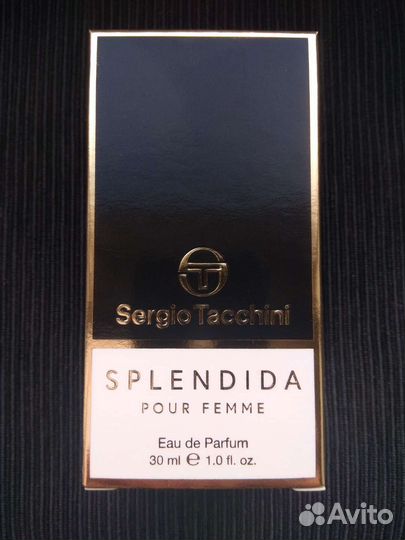 Sergio Tacchini
SPLENDIDA
POUR FEMME
Eau de Parfum
30 ml ℮ 1.0 fl. oz.
Avito